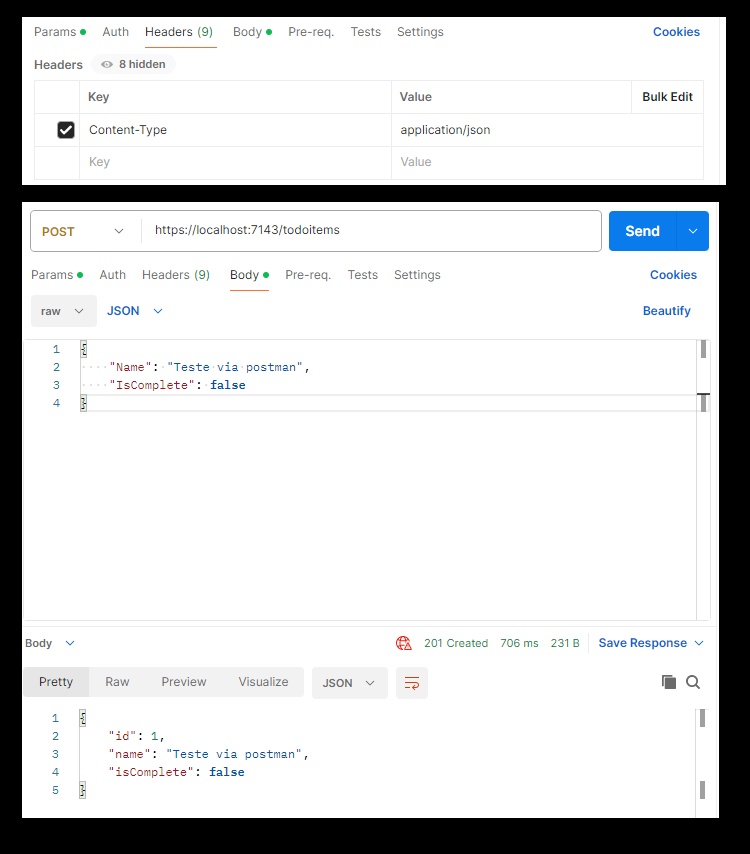 Params Auth Headers (9) Body Pre-req. Tests Settings Cookies
Headers 8 hidden
Key Value Bulk Edit
Content-Type application/json
Key Value
POST https://localhost:7143/todoitems Send
Params Auth Headers (9) Body Pre-req. Tests Settings Cookies
raw JSON Beautify
1 {
2 "Name": "Teste via postman",
3 "IsComplete": false
4 }
Body 201 Created 706 ms 231 B Save Response
Pretty Raw Preview Visualize JSON
1 {
2 "id": 1,
3 "name": "Teste via postman",
4 "isComplete": false
5 }